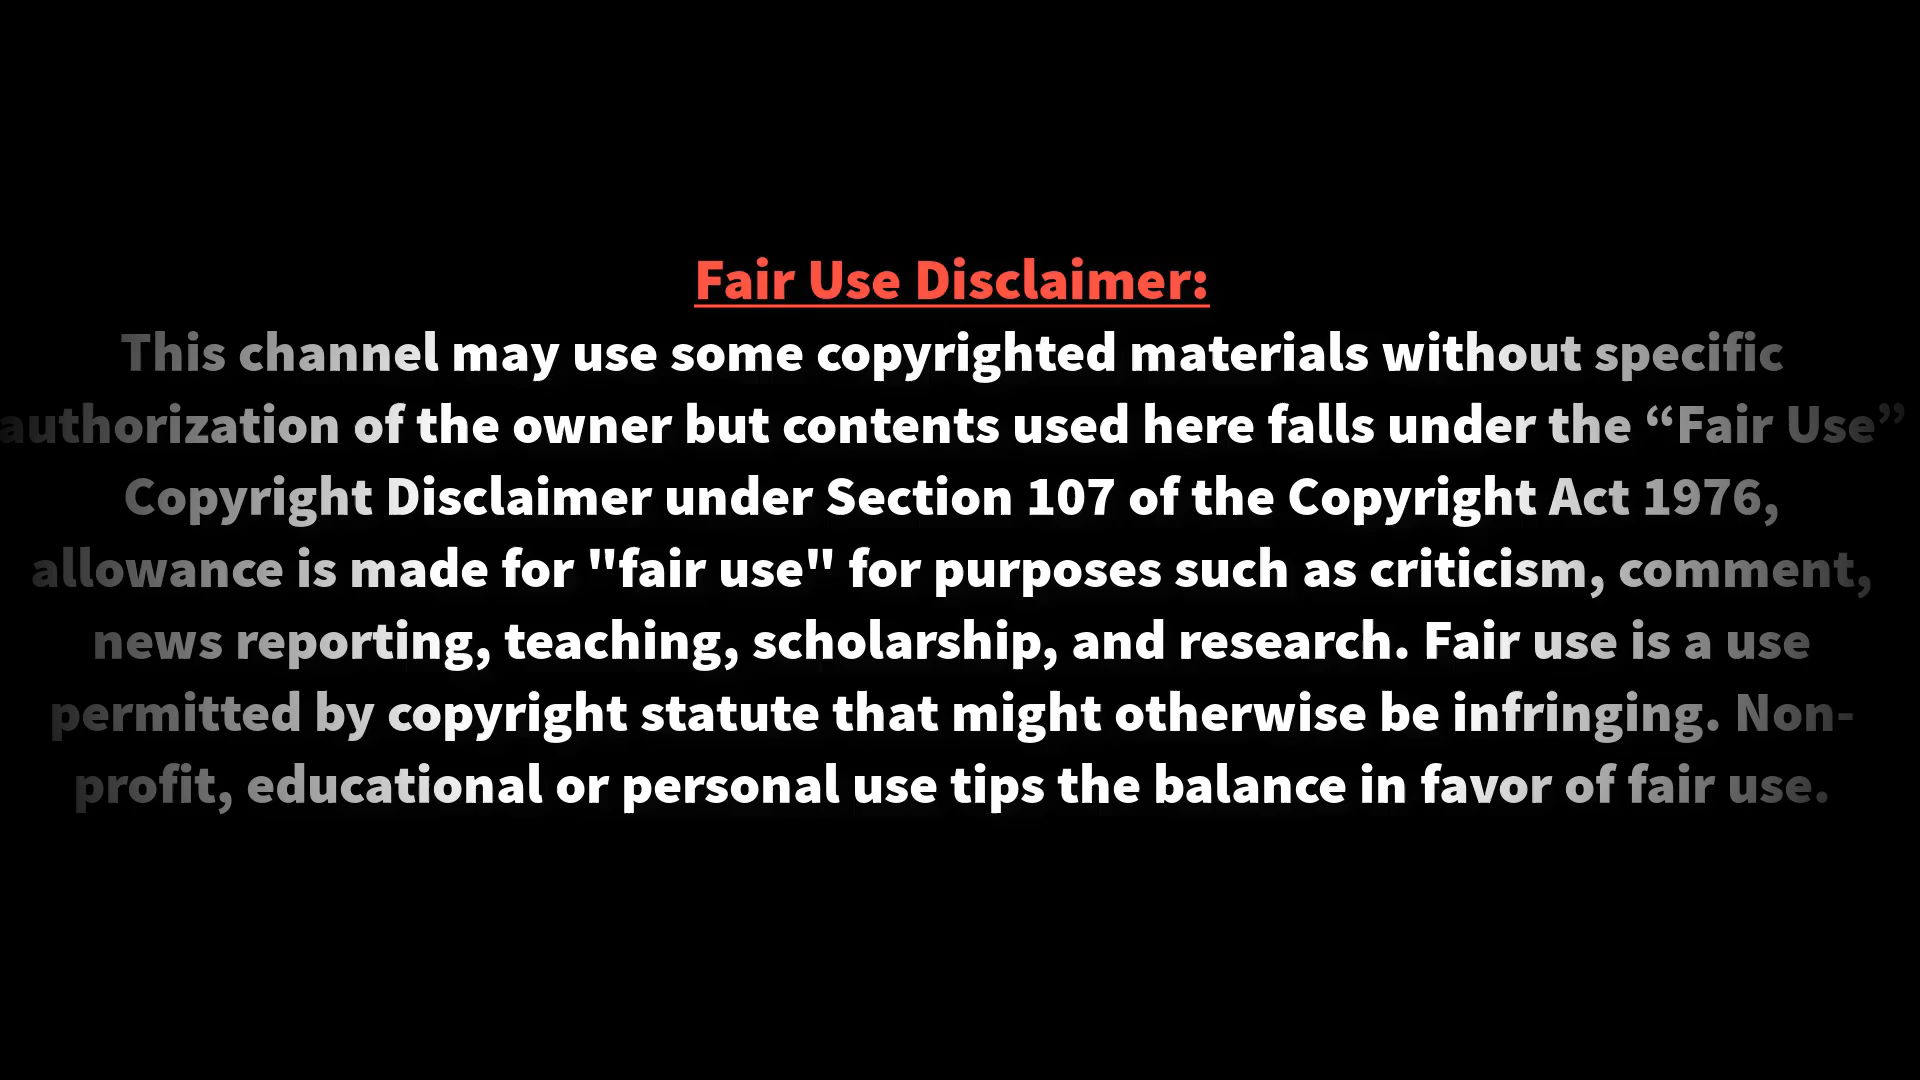 Fair Use Disclaimer:
This channel may use some copyrighted materials without specific
authorization of the owner but contents used here falls under the “Fair Use”
Copyright Disclaimer under Section 107 of the Copyright Act 1976,
allowance is made for "fair use" for purposes such as criticism, comment,
news reporting, teaching, scholarship, and research. Fair use is a use
permitted by copyright statute that might otherwise be infringing. Non-
profit, educational or personal use tips the balance in favor of fair use.